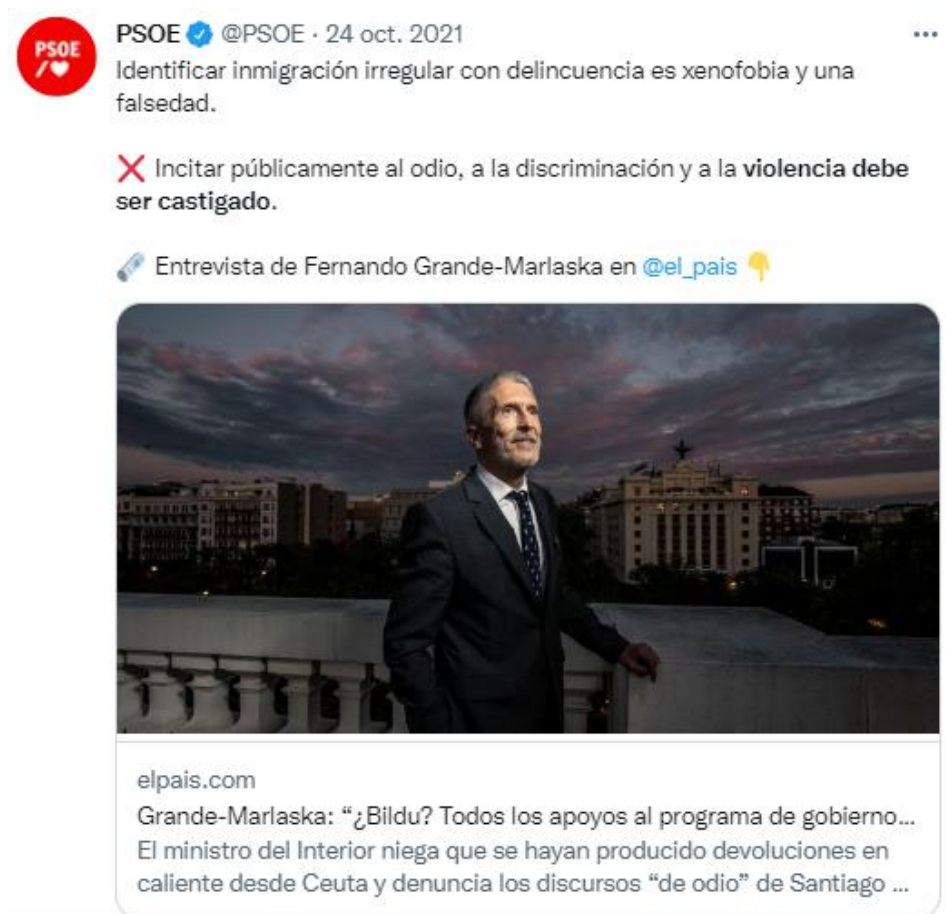 PSOE
PSOE @PSOE · 24 oct. 2021
Identificar inmigración irregular con delincuencia es xenofobia y una
falsedad.
❌ Incitar públicamente al odio, a la discriminación y a la violencia debe
ser castigado.
🗞️ Entrevista de Fernando Grande-Marlaska en @el_pais 👇
elpais.com
Grande-Marlaska: “¿Bildu? Todos los apoyos al programa de gobierno...
El ministro del Interior niega que se hayan producido devoluciones en
caliente desde Ceuta y denuncia los discursos “de odio” de Santiago ...